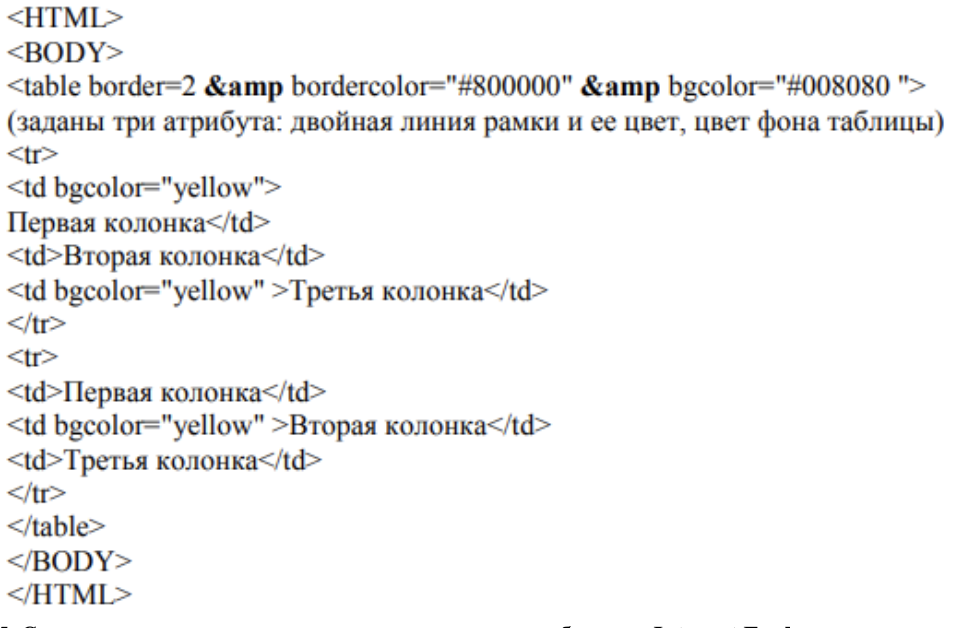 <HTML>
<BODY>
<table border=2 &amp bordercolor="#800000" &amp bgcolor="#008080 ">
(заданы три атрибута: двойная линия рамки и ее цвет, цвет фона таблицы)
<tr>
<td bgcolor="yellow">
Первая колонка</td>
<td>Вторая колонка</td>
<td bgcolor="yellow" >Третья колонка</td>
</tr>
<tr>
<td>Первая колонка</td>
<td bgcolor="yellow" >Вторая колонка</td>
<td>Третья колонка</td>
</tr>
</table>
</BODY>
</HTML>